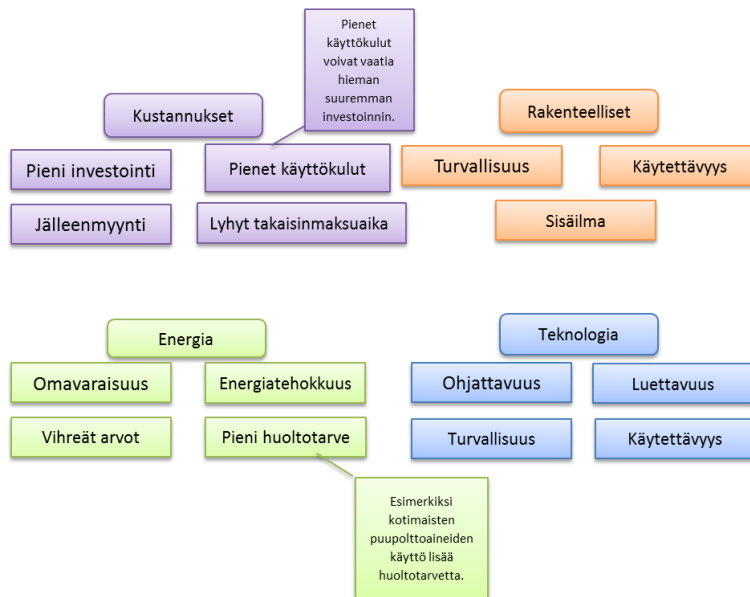 Pienet
käyttökulut
voivat vaatia
hieman
suuremman
investoinnin.
Kustannukset
Pieni investointi
Pienet käyttökulut
Jälleenmyynti
Lyhyt takaisinmaksuaika
Rakenteelliset
Turvallisuus
Käytettävyys
Sisäilma
Energia
Omavaraisuus
Energiatehokkuus
Vihreät arvot
Pieni huoltotarve
Esimerkiksi
kotimaisten
puupolttoaineiden
käyttö lisää
huoltotarvetta.
Teknologia
Ohjattavuus
Luettavuus
Turvallisuus
Käytettävyys